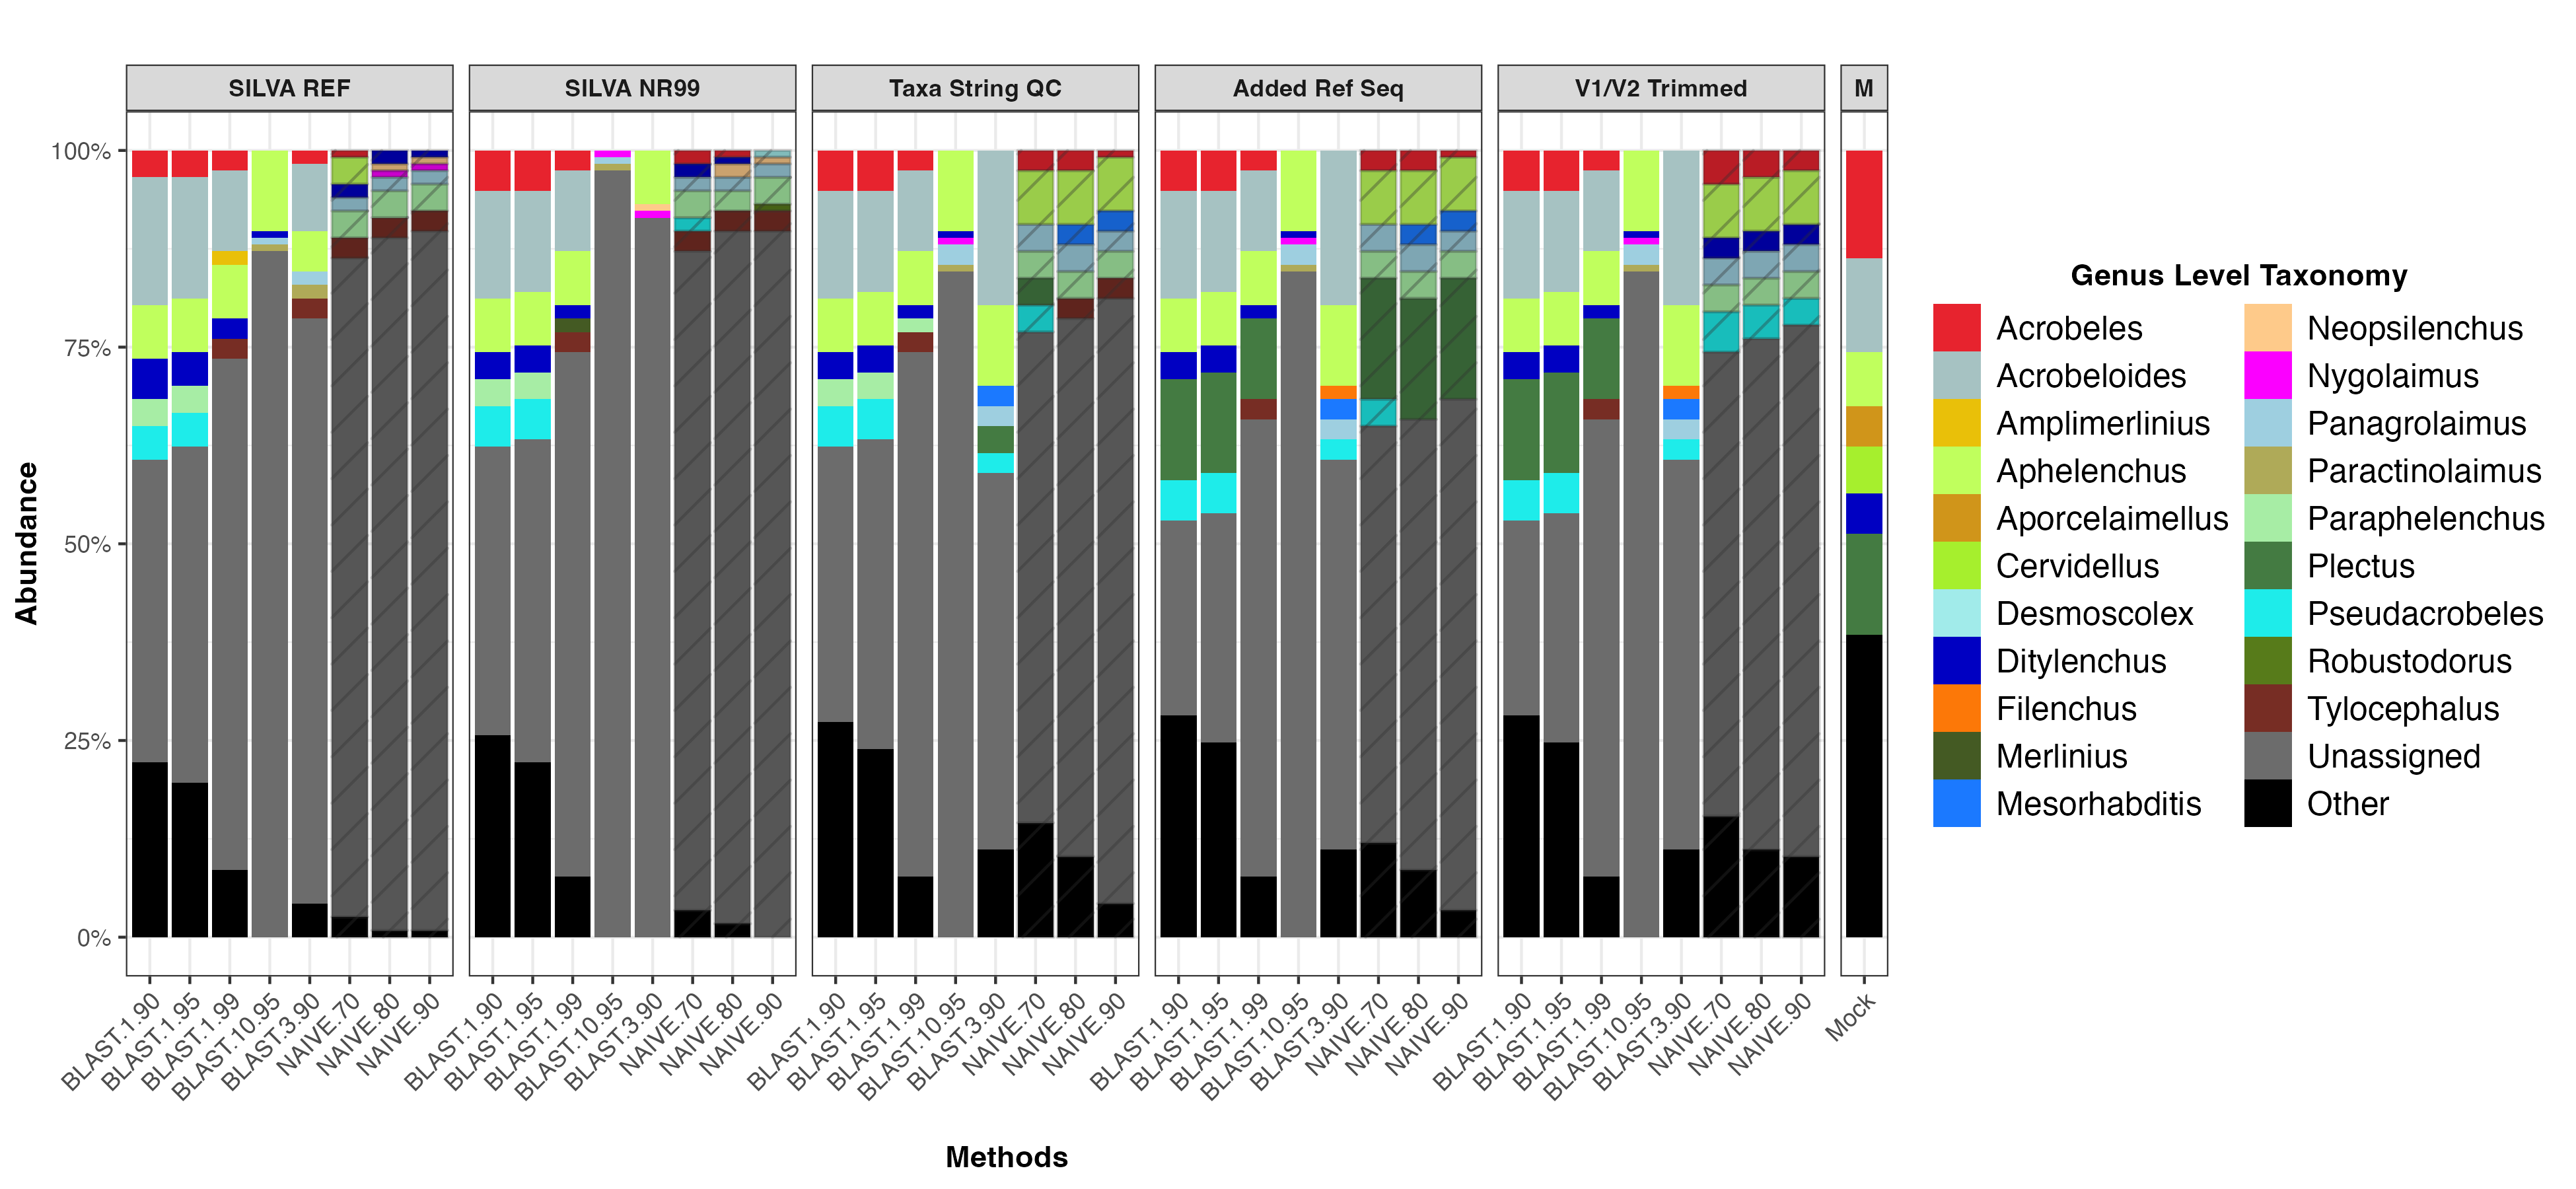 SILVA REF
SILVA NR99
Taxa String QC
Added Ref Seq
V1/V2 Trimmed
M
100%
75%
50%
25%
0%
Abundance
BLAST.1.90
BLAST.1.95
BLAST.1.99
BLAST.10.95
BLAST.3.90
NAIVE.70
NAIVE.80
NAIVE.90
BLAST.1.90
BLAST.1.95
BLAST.1.99
BLAST.10.95
BLAST.3.90
NAIVE.70
NAIVE.80
NAIVE.90
BLAST.1.90
BLAST.1.95
BLAST.1.99
BLAST.10.95
BLAST.3.90
NAIVE.70
NAIVE.80
NAIVE.90
BLAST.1.90
BLAST.1.95
BLAST.1.99
BLAST.10.95
BLAST.3.90
NAIVE.70
NAIVE.80
NAIVE.90
BLAST.1.90
BLAST.1.95
BLAST.1.99
BLAST.10.95
BLAST.3.90
NAIVE.70
NAIVE.80
NAIVE.90
Mock
Methods
Genus Level Taxonomy
Acrobeles
Acrobeloides
Amplimerlinius
Aphelenchus
Aporcelaimellus
Cervidellus
Desmoscolex
Ditylenchus
Filenchus
Merlinius
Mesorhabditis
Neopsilenchus
Nygolaimus
Panagrolaimus
Paractinolaimus
Paraphelenchus
Plectus
Pseudacrobeles
Robustodorus
Tylocephalus
Unassigned
Other